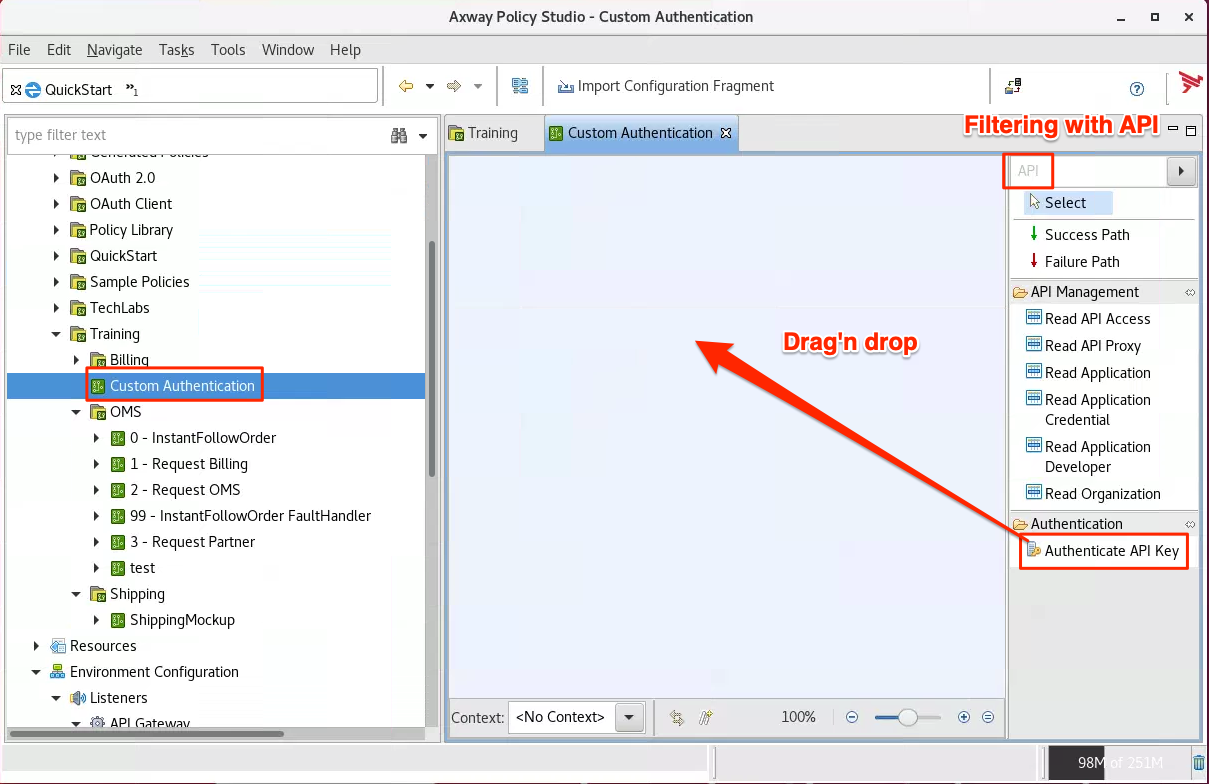 Axway Policy Studio - Custom Authentication
File Edit Navigate Tasks Tools Window Help
QuickStart »1
Import Configuration Fragment
type filter text
Generated Policies
OAuth 2.0
OAuth Client
Policy Library
QuickStart
Sample Policies
TechLabs
Training
Billing
Custom Authentication
OMS
0 - InstantFollowOrder
1 - Request Billing
2 - Request OMS
99 - InstantFollowOrder FaultHandler
3 - Request Partner
test
Shipping
ShippingMockup
Resources
Environment Configuration
Listeners
API Gateway
Training
Custom Authentication
Filtering with API
Drag'n drop
API
Select
Success Path
Failure Path
API Management
Read API Access
Read API Proxy
Read Application
Read Application
Credential
Read Application
Developer
Read Organization
Authentication
Authenticate API Key
Context: <No Context> 100%
98M of 251M